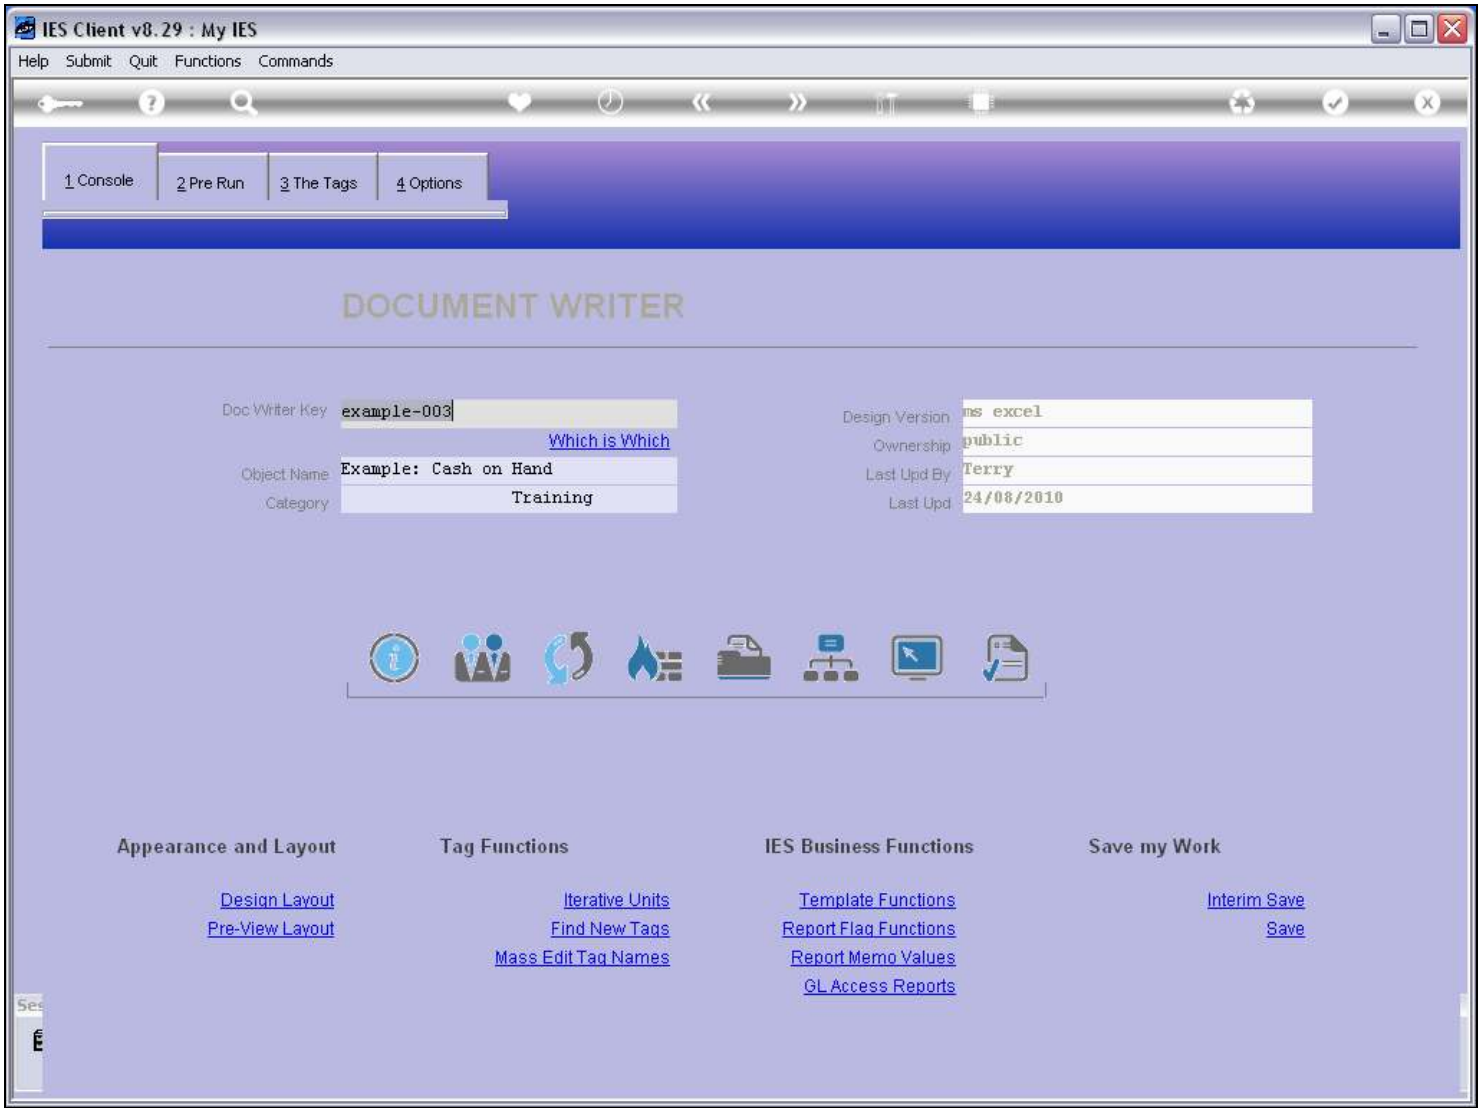 IES Client v8.29 : My IES
Help Submit Quit Functions Commands
1 Console 2 Pre Run 3 The Tags 4 Options
DOCUMENT WRITER
Doc Writer Key example-003 Design Version ms excel
Which is Which Ownership public
Object Name Example: Cash on Hand Last Upd By Terry
Category Training Last Upd 24/08/2010
Appearance and Layout Tag Functions IES Business Functions Save my Work
Design Layout Iterative Units Template Functions Interim Save
Pre-View Layout Find New Tags Report Flag Functions Save
Mass Edit Tag Names Report Memo Values
GL Access Reports